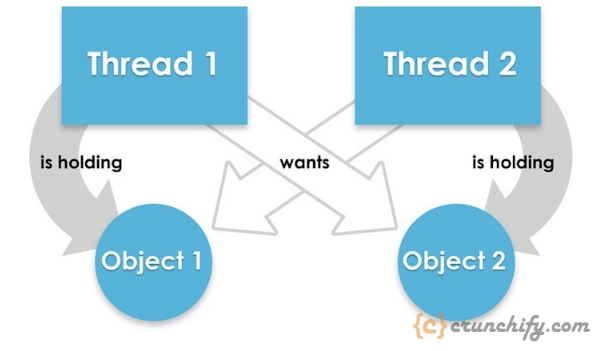 Thread 1
Thread 2
is holding
wants
is holding
Object 1
Object 2
{c} crunchify.com